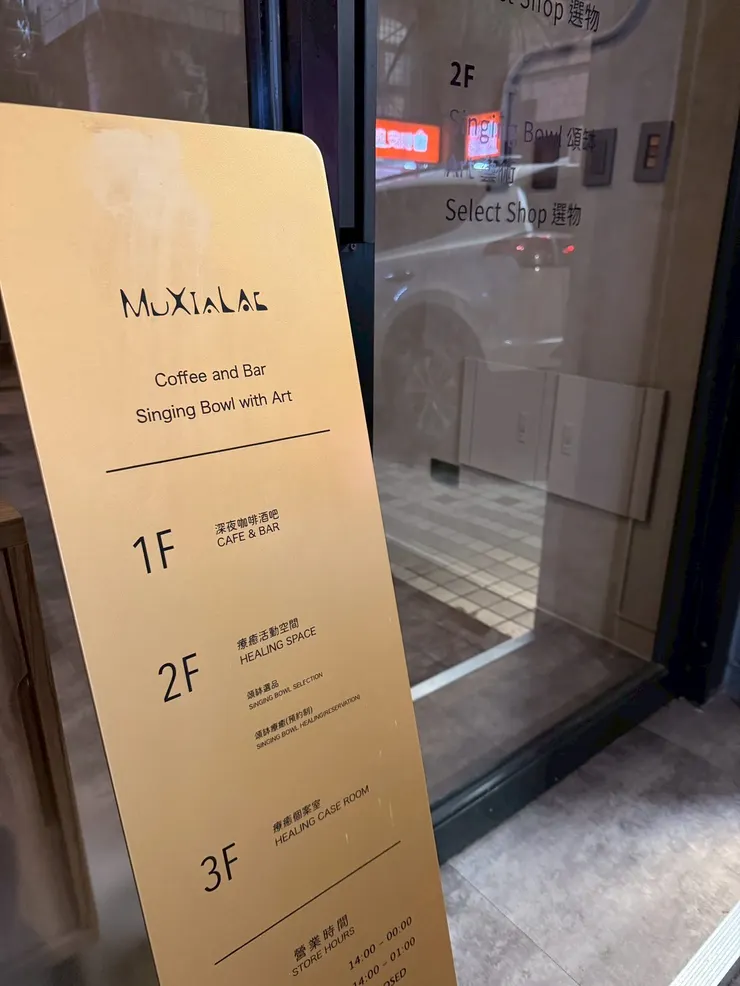 MUXIALAB
Coffee and Bar
Singing Bowl with Art
1F
深夜咖啡酒吧
CAFE & BAR
2F
療癒活動空間
HEALING SPACE
頌缽選品
SINGING BOWL SELECTION
頌缽療癒(預約制)
SINGING BOWL HEALING(RESERVATION)
3F
療癒個案室
HEALING CASE ROOM
營業時間
STORE HOURS
14:00 - 00:00
14:00 - 01:00
Shop 選物
2F
Singing Bowl 頌缽
Art 藝術
Select Shop 選物